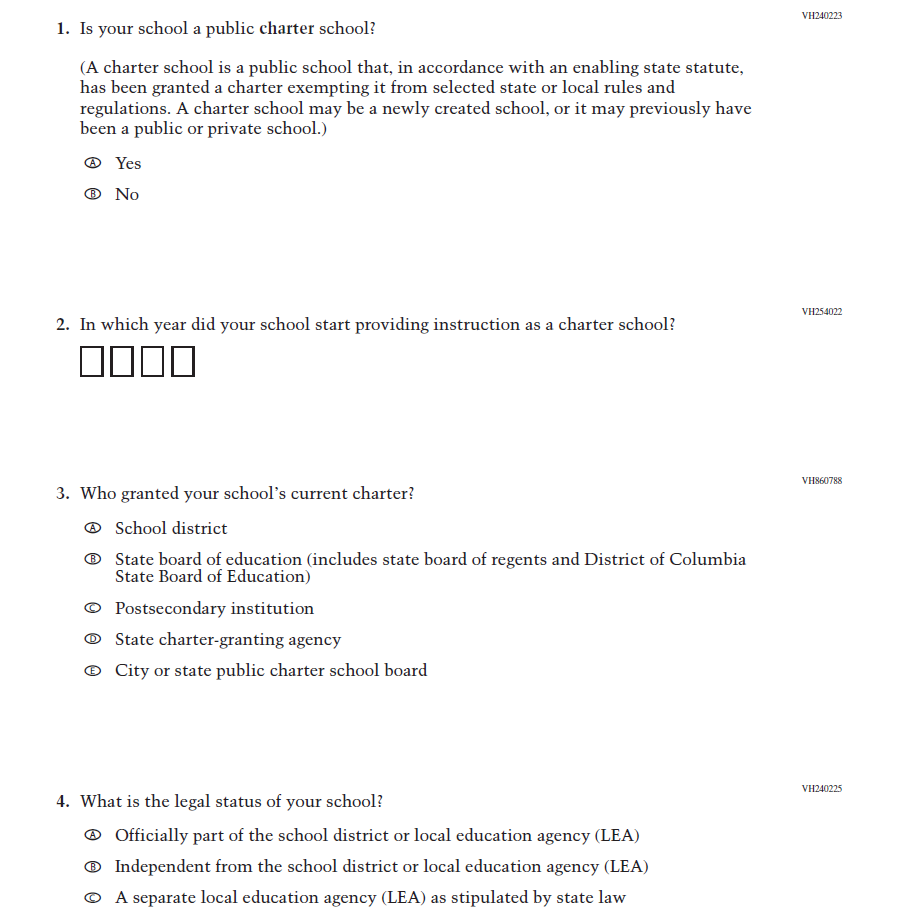 VH240223
1. Is your school a public charter school?
(A charter school is a public school that, in accordance with an enabling state statute,
has been granted a charter exempting it from selected state or local rules and
regulations. A charter school may be a newly created school, or it may previously have
been a public or private school.)
A Yes
B No
VH254022
2. In which year did your school start providing instruction as a charter school?
VH860788
3. Who granted your school’s current charter?
A School district
B State board of education (includes state board of regents and District of Columbia
State Board of Education)
C Postsecondary institution
D State charter-granting agency
E City or state public charter school board
VH240225
4. What is the legal status of your school?
A Officially part of the school district or local education agency (LEA)
B Independent from the school district or local education agency (LEA)
C A separate local education agency (LEA) as stipulated by state law